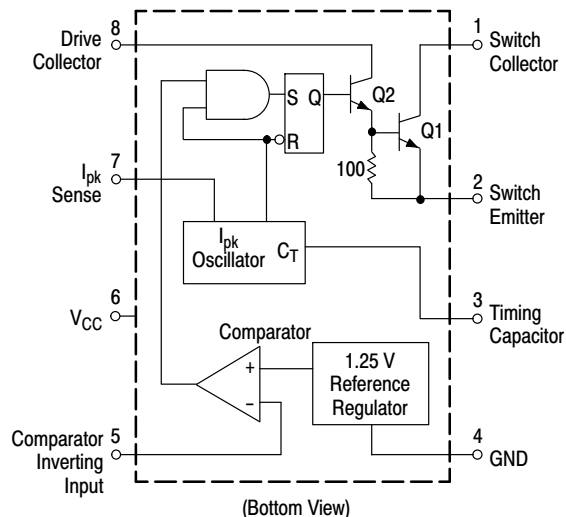 8
Drive
Collector
1
Switch
Collector
S Q
R
Q2
Q1
100
7
Ipk
Sense
2
Switch
Emitter
Ipk
Oscillator
CT
6
VCC
3
Timing
Capacitor
Comparator
+
−
1.25 V
Reference
Regulator
5
Comparator
Inverting
Input
4
GND
(Bottom View)